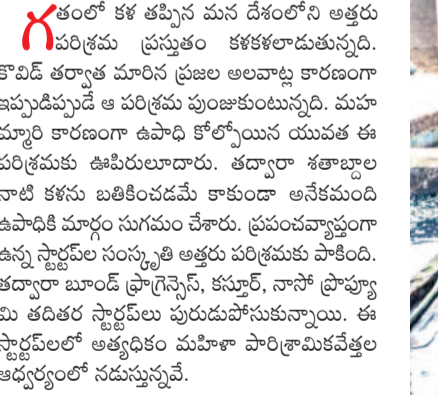 గతంలో కళ తప్పిన మన దేశంలోని అత్తరు
పరిశ్రమ ప్రస్తుతం కళకళలాడుతున్నది.
కొవిడ్ తర్వాత మారిన ప్రజల అలవాట్ల కారణంగా
ఇప్పుడిప్పుడే ఆ పరిశ్రమ పుంజుకుంటున్నది. మహ
మ్మారి కారణంగా ఉపాధి కోల్పోయిన యువత ఈ
పరిశ్రమకు ఊపిరులూదారు. తద్వారా శతాబ్దాల
నాటి కళను బతికించడమే కాకుండా అనేకమంది
ఉపాధికి మార్గం సుగమం చేశారు. ప్రపంచవ్యాప్తంగా
ఉన్న స్టార్టప్‌ల సంస్కృతి అత్తరు పరిశ్రమకు పాకింది.
తద్వారా బూండ్ ఫ్రాగ్రెన్సెస్, కస్తూర్, నాసో ప్రొఫ్యూ
మి తదితర స్టార్టప్‌లు పురుడుపోసుకున్నాయి. ఈ
స్టార్టప్‌లలో అత్యధికం మహిళా పారిశ్రామికవేత్తల
ఆధ్వర్యంలో నడుస్తున్నవే.